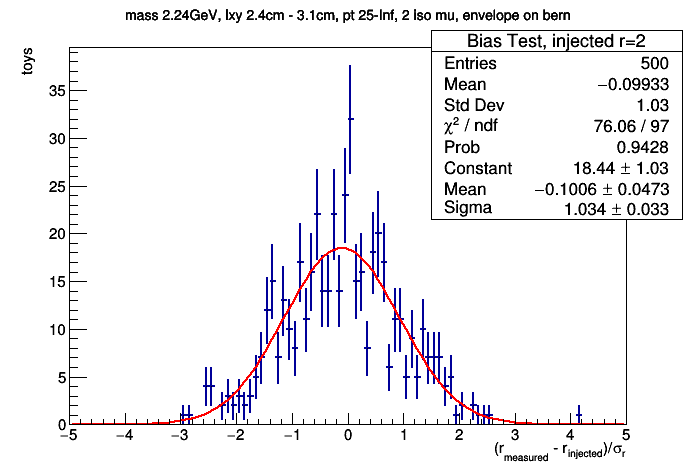 mass 2.24GeV, lxy 2.4cm - 3.1cm, pt 25-Inf, 2 iso mu, envelope on bern
Bias Test, injected r=2
Entries 500
Mean −0.09933
Std Dev 1.03
χ² / ndf 76.06 / 97
Prob 0.9428
Constant 18.44 ± 1.03
Mean −0.1006 ± 0.0473
Sigma 1.034 ± 0.033
toys
35
30
25
20
15
10
5
0
−5 −4 −3 −2 −1 0 1 2 3 4 5
(r_measured - r_injected)/σ_r